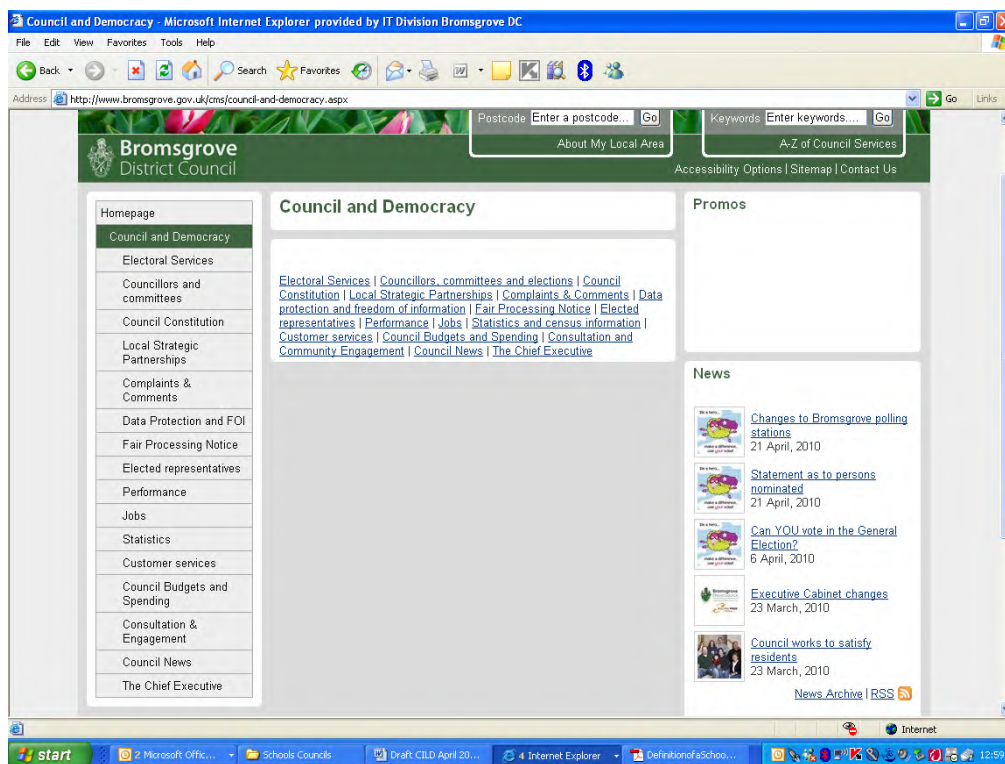 Council and Democracy - Microsoft Internet Explorer provided by IT Division Bromsgrove DC
File Edit View Favorites Tools Help
Back Search Favorites
Address http://www.bromsgrove.gov.uk/cms/council-and-democracy.aspx Go Links
Postcode Enter a postcode... Go Keywords Enter keywords.... Go
About My Local Area A-Z of Council Services
Bromsgrove
District Council
Accessibility Options | Sitemap | Contact Us
Homepage
Council and Democracy
Electoral Services
Councillors and
committees
Council Constitution
Local Strategic
Partnerships
Complaints &
Comments
Data Protection and FOI
Fair Processing Notice
Elected representatives
Performance
Jobs
Statistics
Customer services
Council Budgets and
Spending
Consultation &
Engagement
Council News
The Chief Executive
Council and Democracy
Electoral Services | Councillors, committees and elections | Council
Constitution | Local Strategic Partnerships | Complaints & Comments | Data
protection and freedom of information | Fair Processing Notice | Elected
representatives | Performance | Jobs | Statistics and census information |
Customer services | Council Budgets and Spending | Consultation and
Community Engagement | Council News | The Chief Executive
Promos
News
Changes to Bromsgrove polling
stations
21 April, 2010
Statement as to persons
nominated
21 April, 2010
Can YOU vote in the General
Election?
6 April, 2010
Executive Cabinet changes
23 March, 2010
Council works to satisfy
residents
23 March, 2010
News Archive | RSS
Internet
start 2 Microsoft Offic... Schools Councils Draft CILD April 20... 4 Internet Explorer DefinitionofaSchoo... 12:59